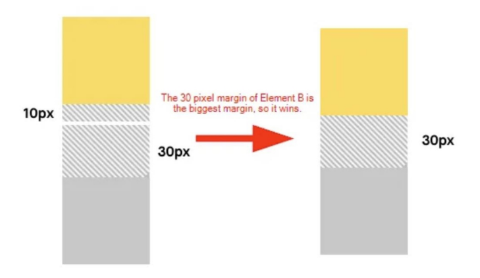 The 30 pixel margin of Element B is
the biggest margin, so it wins.
10px
30px
30px